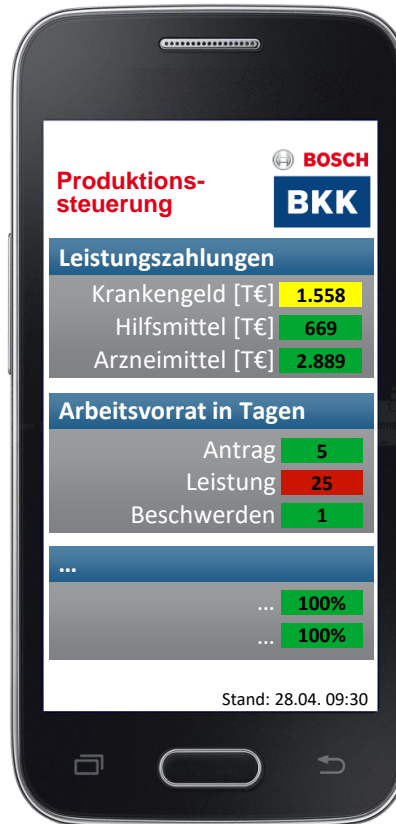 BOSCH
Produktions-
steuerung
BKK
Leistungszahlungen
Krankengeld [T€] 1.558
Hilfsmittel [T€] 669
Arzneimittel [T€] 2.889
Arbeitsvorrat in Tagen
Antrag 5
Leistung 25
Beschwerden 1
...
... 100%
... 100%
Stand: 28.04. 09:30